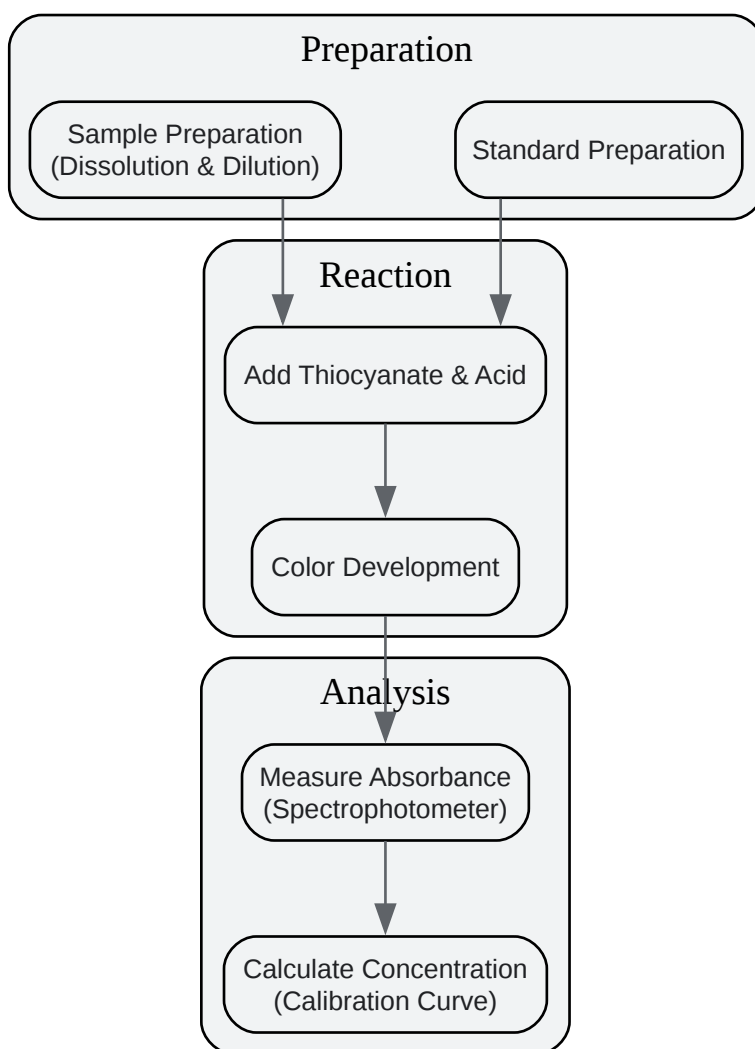 Preparation
Sample Preparation
(Dissolution & Dilution)
Standard Preparation
Reaction
Add Thiocyanate & Acid
Color Development
Analysis
Measure Absorbance
(Spectrophotometer)
Calculate Concentration
(Calibration Curve)